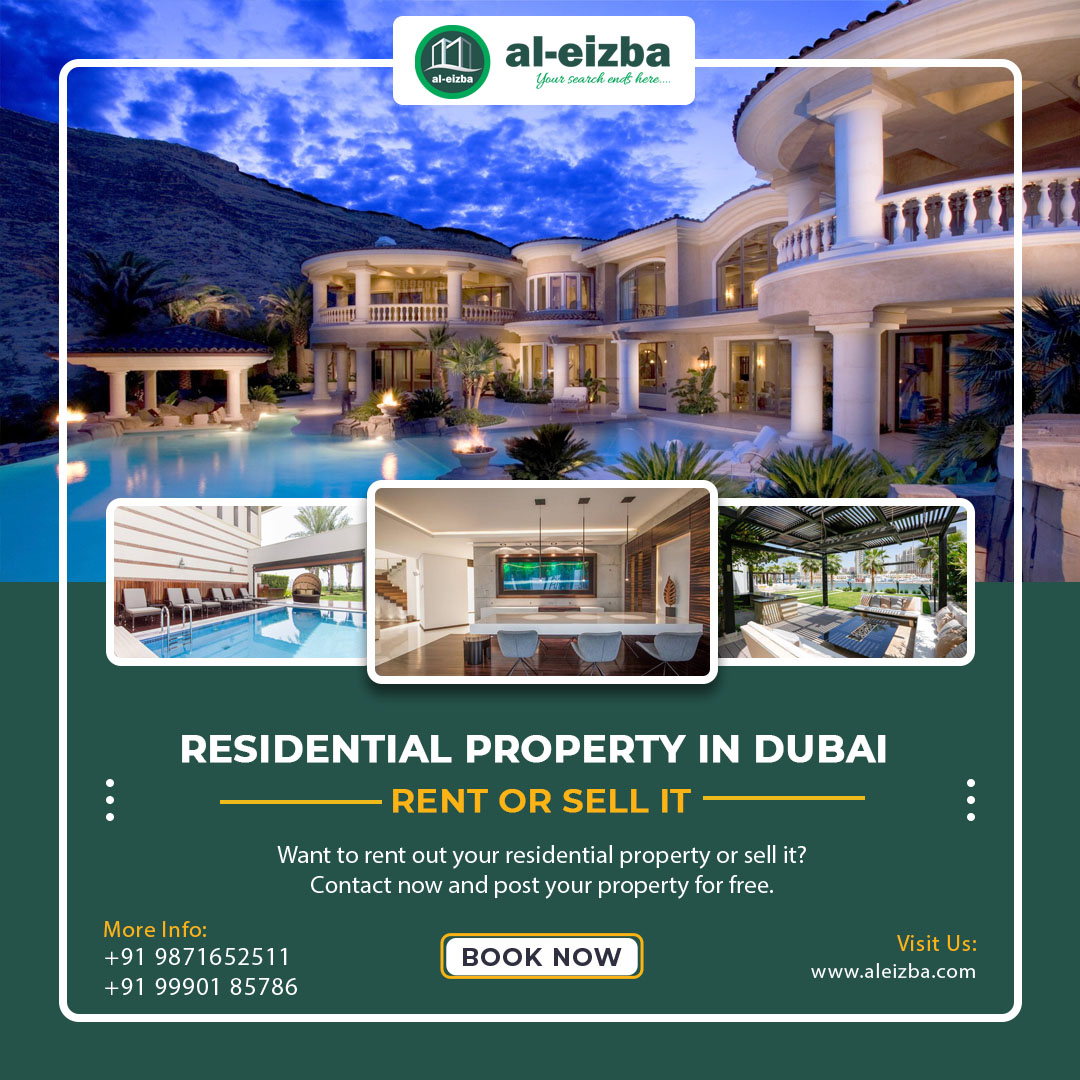 al-eizba
al-eizba
Your search ends here....
RESIDENTIAL PROPERTY IN DUBAI
RENT OR SELL IT
Want to rent out your residential property or sell it?
Contact now and post your property for free.
More Info:
+91 9871652511
+91 99901 85786
BOOK NOW
Visit Us:
www.aleizba.com